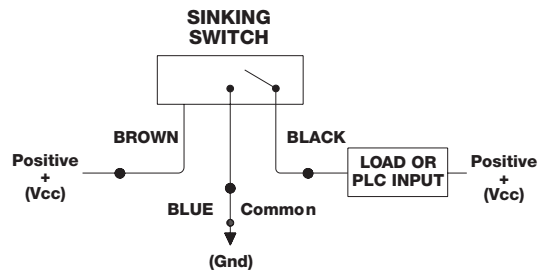 SINKING
SWITCH
BROWN
BLACK
Positive
+
(Vcc)
LOAD OR
PLC INPUT
Positive
+
(Vcc)
BLUE
Common
(Gnd)